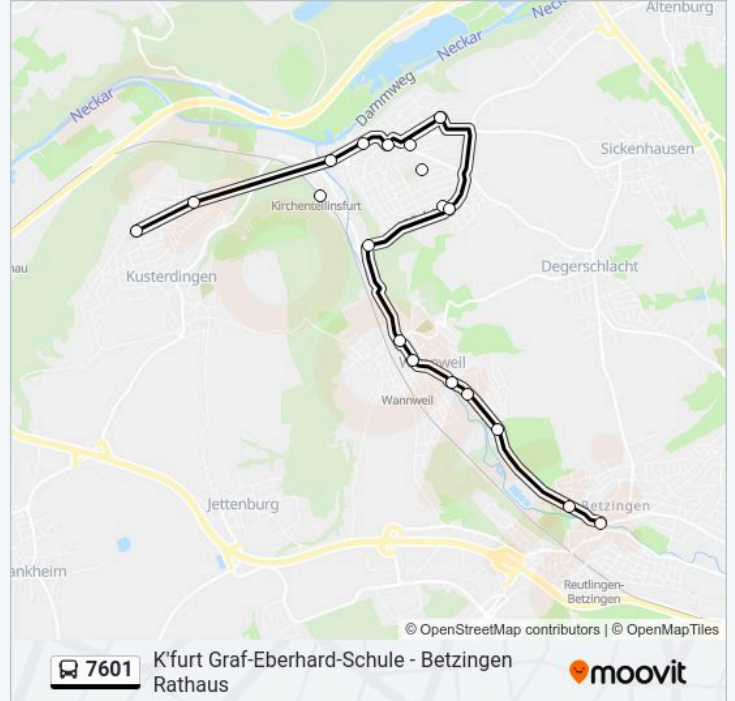 Altenburg
Neckar
Neckar
Neckar
Dammweg
Sickenhausen
Kirchentellinsfurt
Kusterdingen
Degerschlacht
nau
Wannweil
Wannweil
Jettenburg
Betzingen
ankheim
Reutlingen-
Betzingen
© OpenStreetMap contributors | © OpenMapTiles
7601 K'furt Graf-Eberhard-Schule - Betzingen
Rathaus
moovit